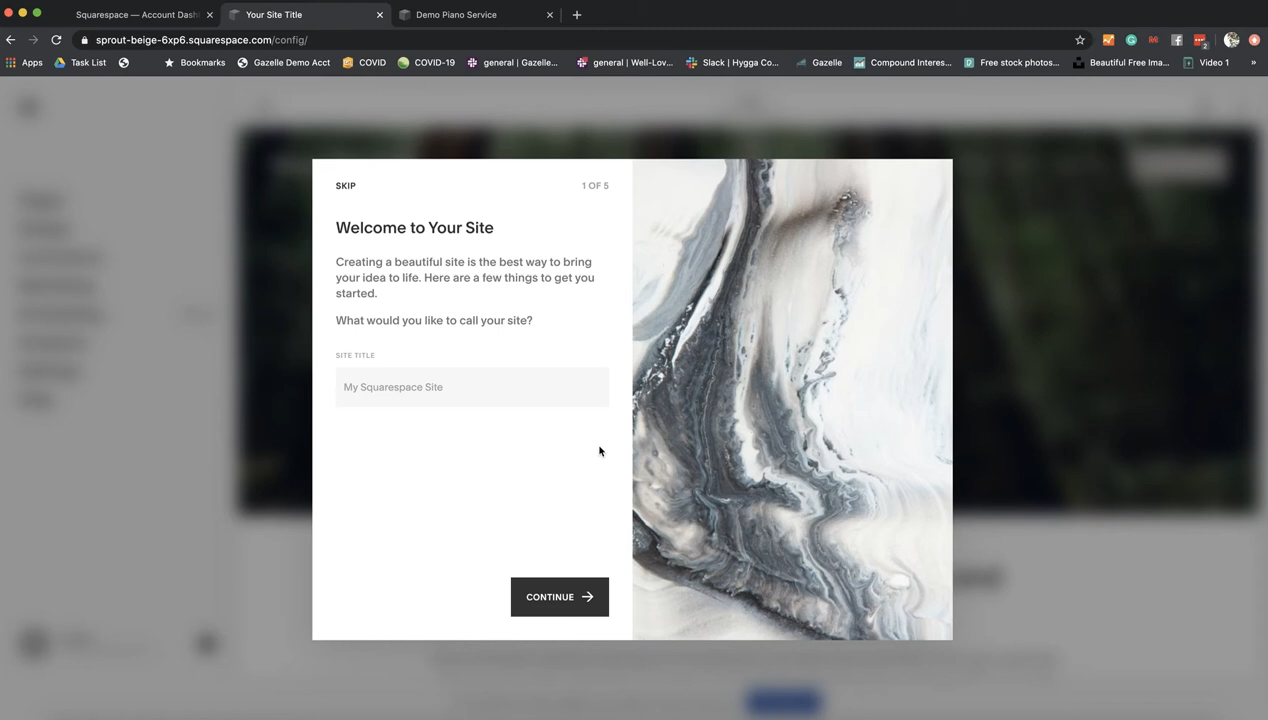 Squarespace — Account Dash
Your Site Title
Demo Piano Service
sprout-beige-6xp6.squarespace.com/config/
2
Apps Task List Bookmarks Gazelle Demo Acct COVID COVID-19 general | Gazelle... general | Well-Lov... Slack | Hygga Co... Gazelle Compound Interes... Free stock photos... Beautiful Free Ima... Video 1 »
SKIP
1 OF 5
Welcome to Your Site
Creating a beautiful site is the best way to bring
your idea to life. Here are a few things to get you
started.
What would you like to call your site?
SITE TITLE
My Squarespace Site
CONTINUE